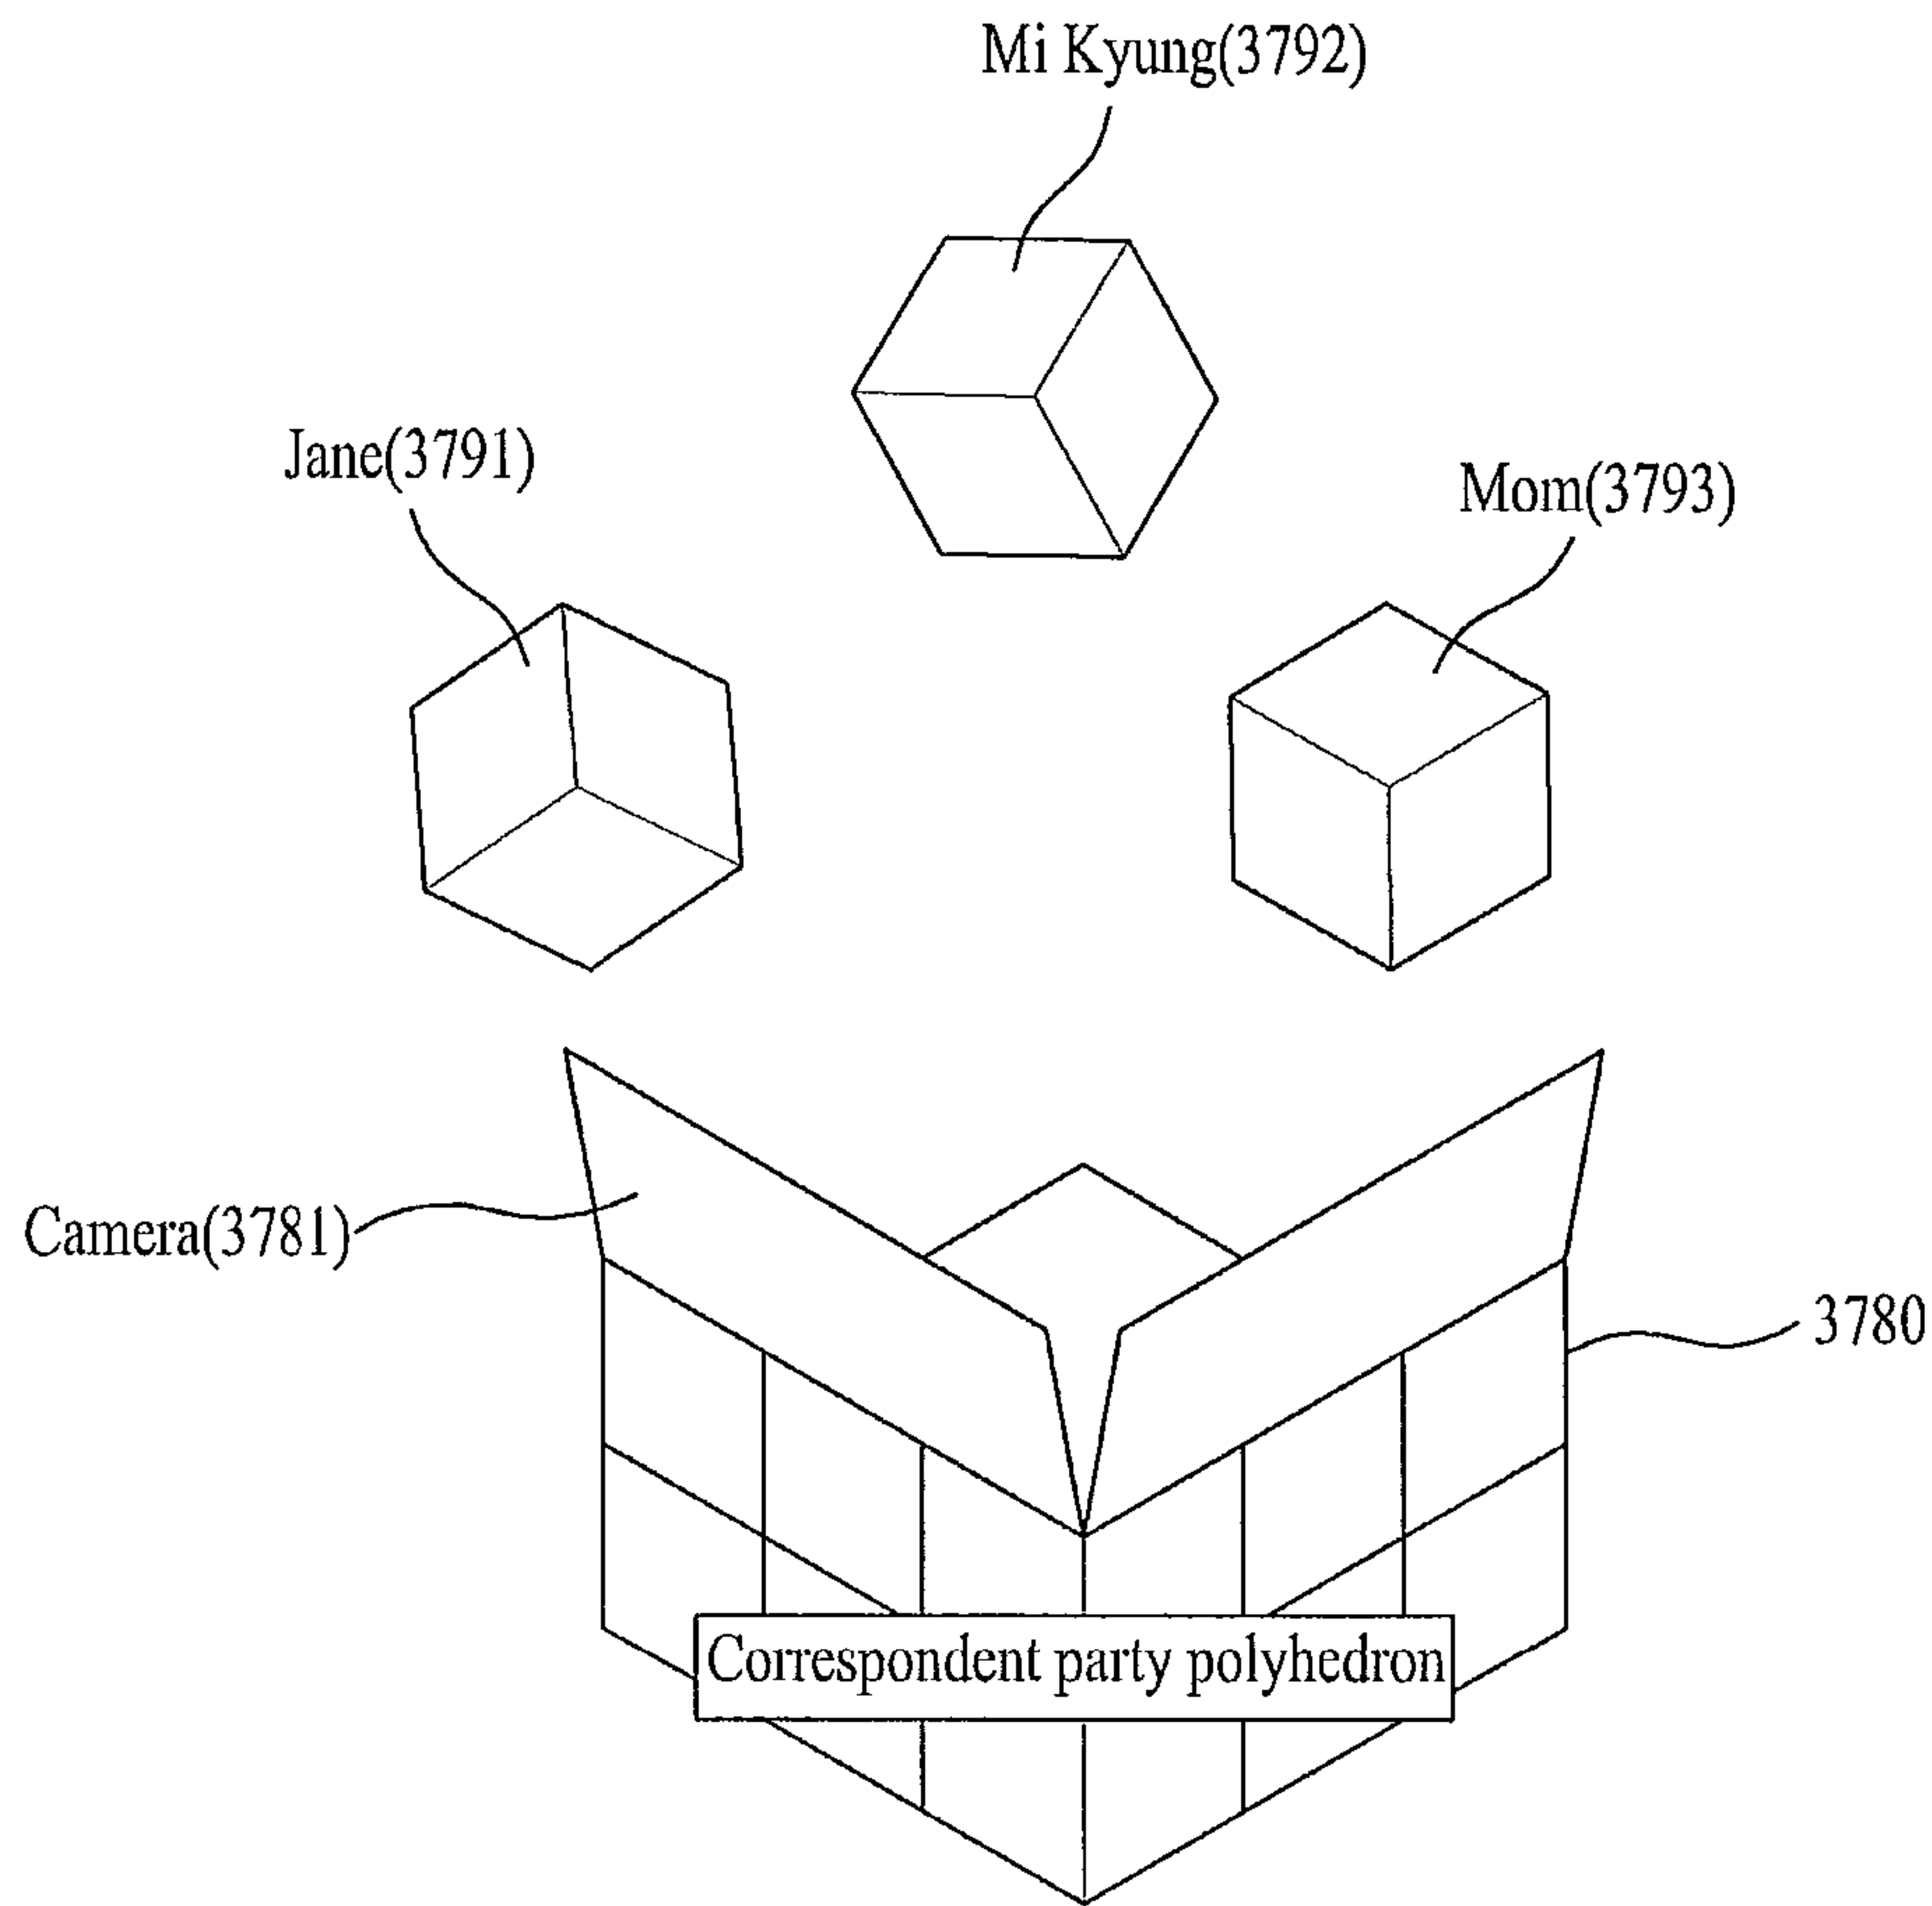 Mi Kyung(3792)
Jane(3791)
Mom(3793)
Camera(3781)
3780
Correspondent party polyhedron